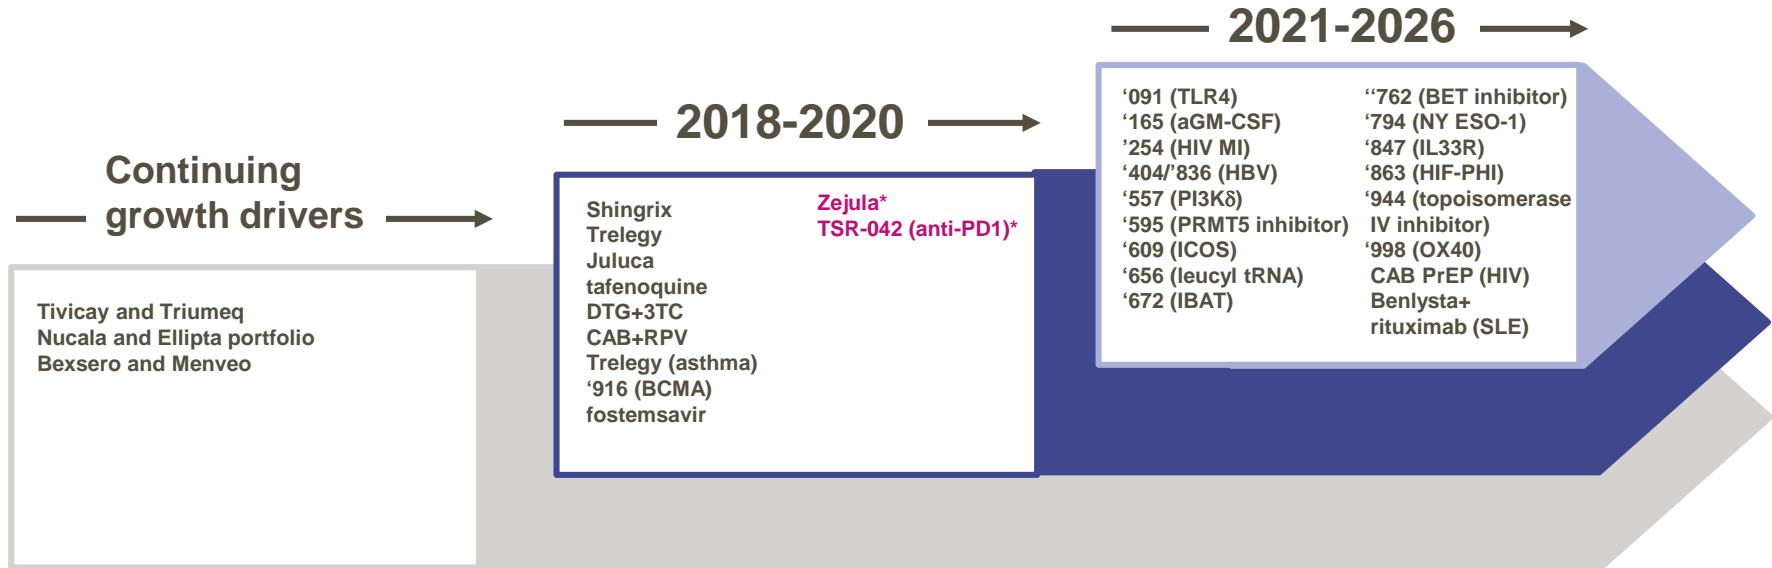 Continuing
growth drivers
Tivicay and Triumeq
Nucala and Ellipta portfolio
Bexsero and Menveo
2018-2020
Shingrix
Trelegy
Juluca
tafenoquine
DTG+3TC
CAB+RPV
Trelegy (asthma)
‘916 (BCMA)
fostemsavir
Zejula*
TSR-042 (anti-PD1)*
2021-2026
‘091 (TLR4)
‘165 (aGM-CSF)
’254 (HIV MI)
‘404/’836 (HBV)
‘557 (PI3Kδ)
‘595 (PRMT5 inhibitor)
‘609 (ICOS)
‘656 (leucyl tRNA)
‘672 (IBAT)
‘‘762 (BET inhibitor)
‘794 (NY ESO-1)
‘847 (IL33R)
‘863 (HIF-PHI)
‘944 (topoisomerase
IV inhibitor)
‘998 (OX40)
CAB PrEP (HIV)
Benlysta+
rituximab (SLE)